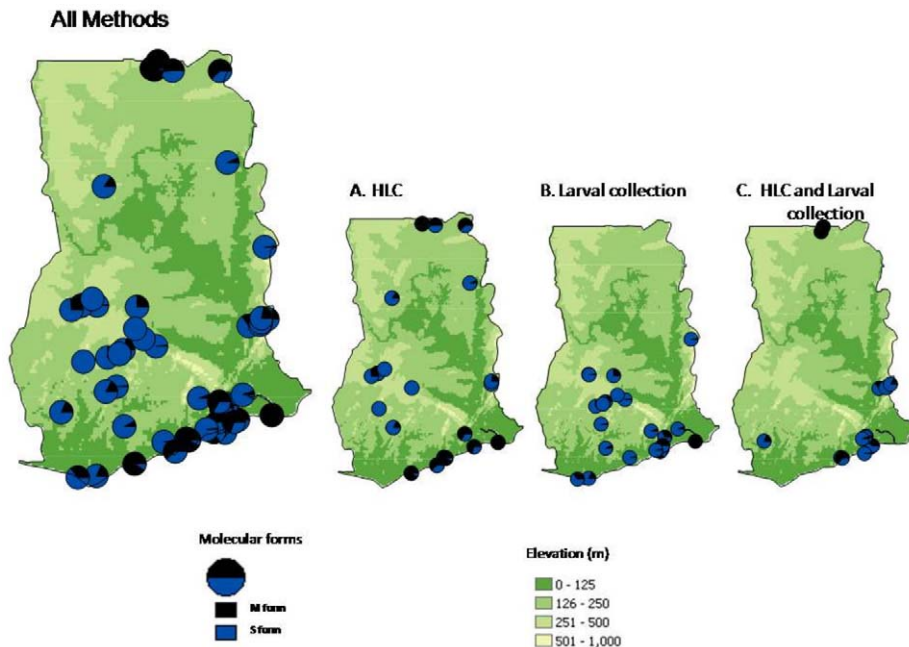 All Methods
A. HLC
B. Larval collection
C. HLC and Larval
collection
Molecular forms
M form
S form
Elevation (m)
0 - 125
126 - 250
251 - 500
501 - 1,000